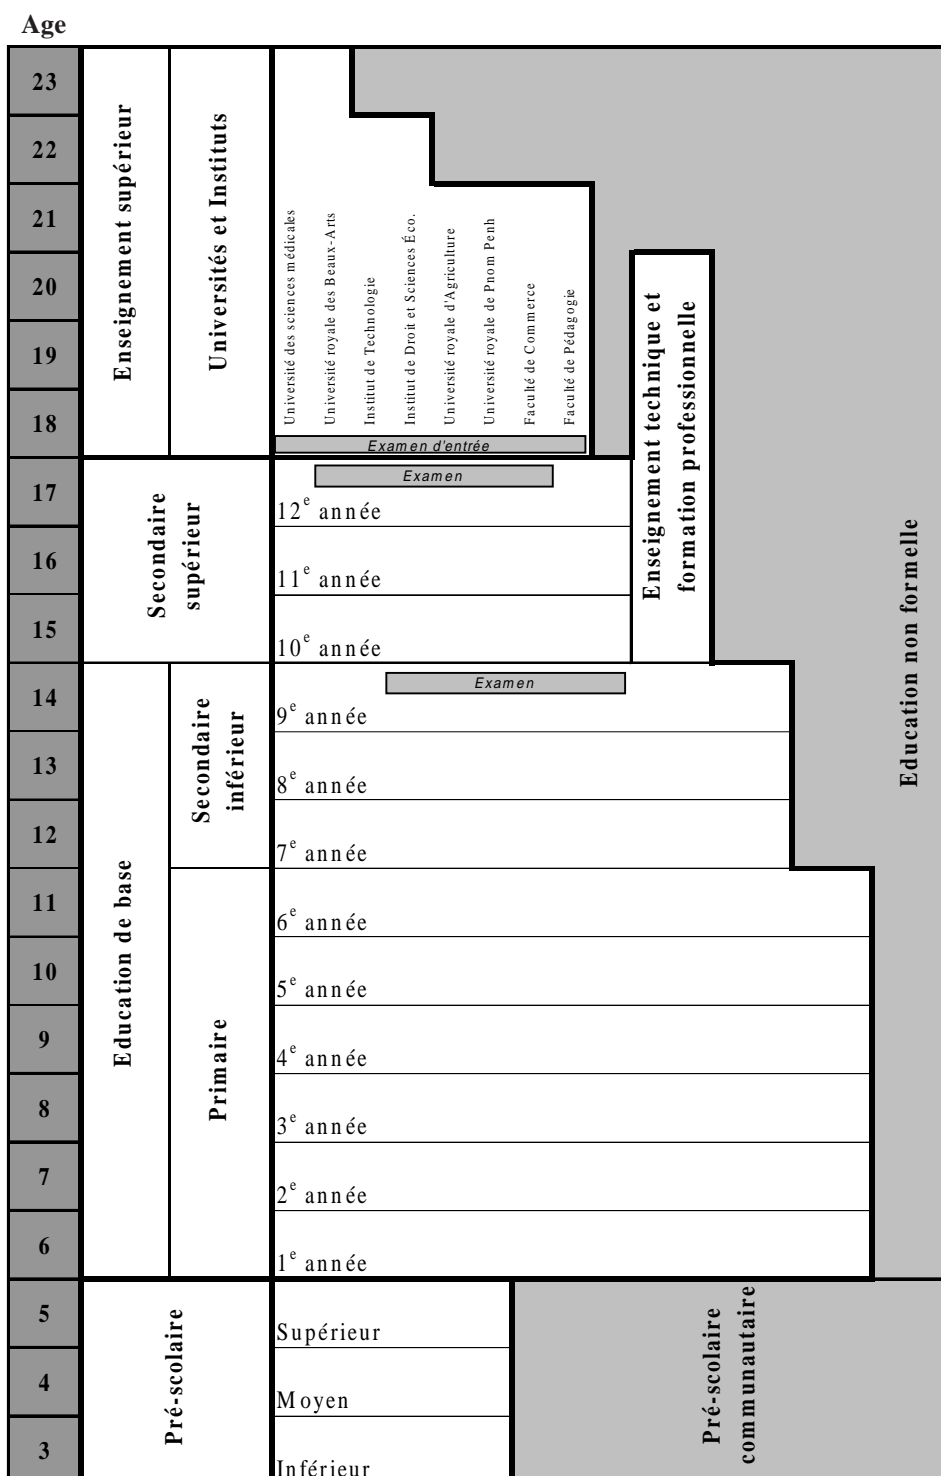 Age
23
22
21
20
19
18
17
16
15
14
13
12
11
10
9
8
7
6
5
4
3
Enseignement supérieur
Universités et Instituts
Université des sciences médicales
Université royale des Beaux-Arts
Institut de Technologie
Institut de Droit et Sciences Éco.
Université royale d'Agriculture
Université royale de Pnom Penh
Faculté de Commerce
Faculté de Pédagogie
Examen d'entrée
Enseignement technique et
formation professionnelle
Secondaire
supérieur
Examen
12e année
11e année
10e année
Education de base
Secondaire
inférieur
Examen
9e année
8e année
7e année
Primaire
6e année
5e année
4e année
3e année
2e année
1e année
Education non formelle
Pré-scolaire
Supérieur
Moyen
Inférieur
Pré-scolaire
communautaire